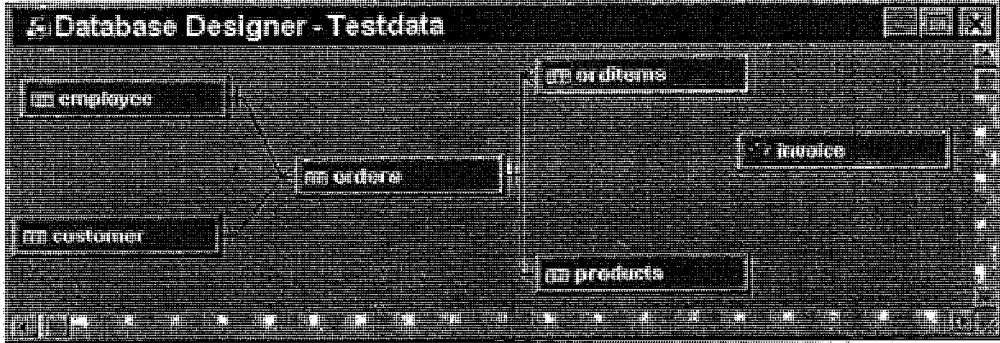 Database Designer - Testdata
orditems
employee
invoice
orders
customer
products